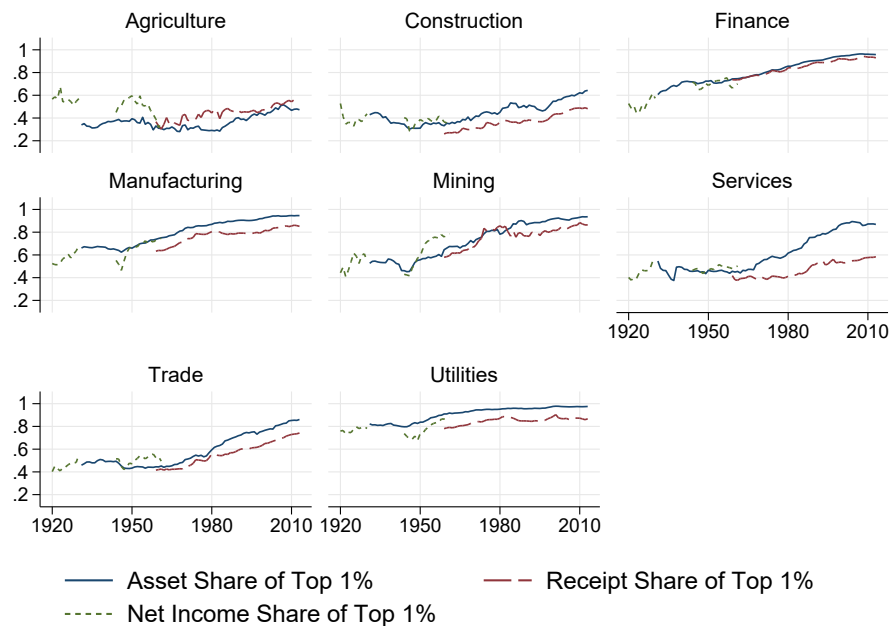 Agriculture Construction Finance
1
.8
.6
.4
.2
Manufacturing Mining Services
1
.8
.6
.4
.2
1920 1950 1980 2010
Trade Utilities
1
.8
.6
.4
.2
1920 1950 1980 2010 1920 1950 1980 2010
Asset Share of Top 1% Receipt Share of Top 1%
Net Income Share of Top 1%